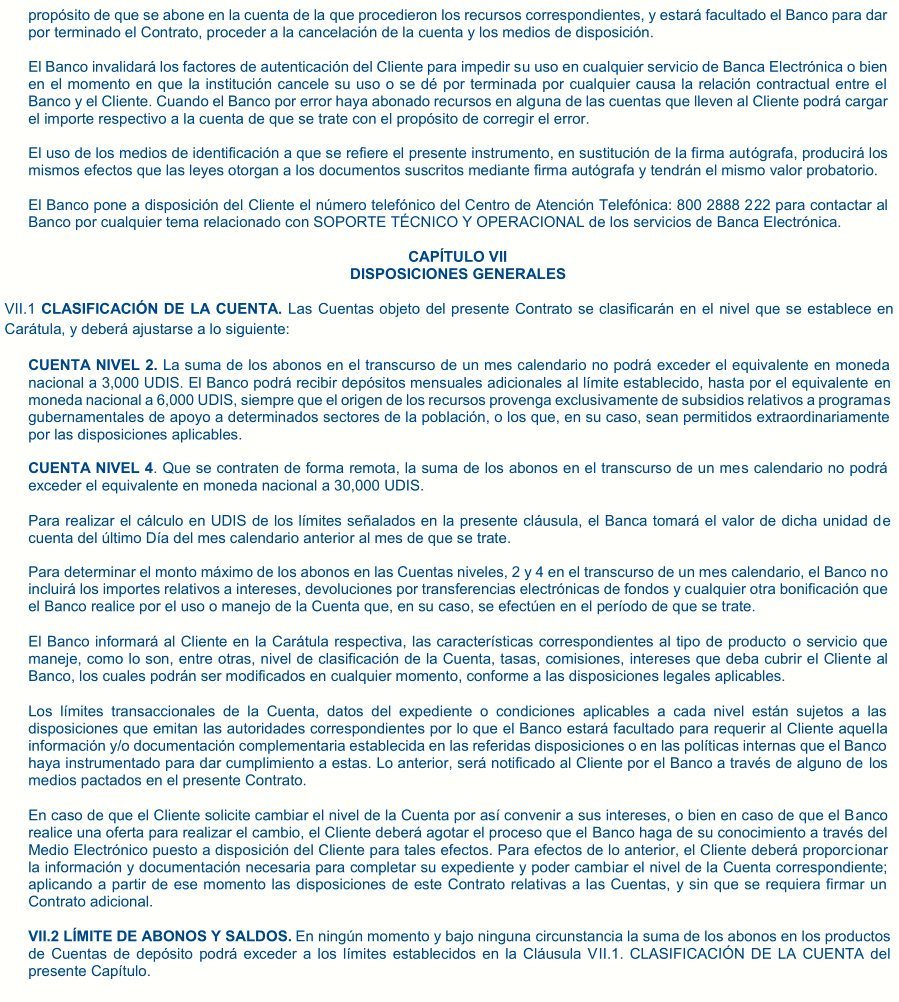 propósito de que se abone en la cuenta de la que procedieron los recursos correspondientes, y estará facultado el Banco para dar
por terminado el Contrato, proceder a la cancelación de la cuenta y los medios de disposición.
El Banco invalidará los factores de autenticación del Cliente para impedir su uso en cualquier servicio de Banca Electrónica o bien
en el momento en que la institución cancele su uso o se dé por terminada por cualquier causa la relación contractual entre el
Banco y el Cliente. Cuando el Banco por error haya abonado recursos en alguna de las cuentas que lleven al Cliente podrá cargar
el importe respectivo a la cuenta de que se trate con el propósito de corregir el error.
El uso de los medios de identificación a que se refiere el presente instrumento, en sustitución de la firma autógrafa, producirá los
mismos efectos que las leyes otorgan a los documentos suscritos mediante firma autógrafa y tendrán el mismo valor probatorio.
El Banco pone a disposición del Cliente el número telefónico del Centro de Atención Telefónica: 800 2888 222 para contactar al
Banco por cualquier tema relacionado con SOPORTE TÉCNICO Y OPERACIONAL de los servicios de Banca Electrónica.
CAPÍTULO VII
DISPOSICIONES GENERALES
VII.1 CLASIFICACIÓN DE LA CUENTA. Las Cuentas objeto del presente Contrato se clasificarán en el nivel que se establece en
Carátula, y deberá ajustarse a lo siguiente:
CUENTA NIVEL 2. La suma de los abonos en el transcurso de un mes calendario no podrá exceder el equivalente en moneda
nacional a 3,000 UDIS. El Banco podrá recibir depósitos mensuales adicionales al límite establecido, hasta por el equivalente en
moneda nacional a 6,000 UDIS, siempre que el origen de los recursos provenga exclusivamente de subsidios relativos a programas
gubernamentales de apoyo a determinados sectores de la población, o los que, en su caso, sean permitidos extraordinariamente
por las disposiciones aplicables.
CUENTA NIVEL 4. Que se contraten de forma remota, la suma de los abonos en el transcurso de un mes calendario no podrá
exceder el equivalente en moneda nacional a 30,000 UDIS.
Para realizar el cálculo en UDIS de los límites señalados en la presente cláusula, el Banca tomará el valor de dicha unidad de
cuenta del último Día del mes calendario anterior al mes de que se trate.
Para determinar el monto máximo de los abonos en las Cuentas niveles, 2 y 4 en el transcurso de un mes calendario, el Banco no
incluirá los importes relativos a intereses, devoluciones por transferencias electrónicas de fondos y cualquier otra bonificación que
el Banco realice por el uso o manejo de la Cuenta que, en su caso, se efectúen en el período de que se trate.
El Banco informará al Cliente en la Carátula respectiva, las características correspondientes al tipo de producto o servicio que
maneje, como lo son, entre otras, nivel de clasificación de la Cuenta, tasas, comisiones, intereses que deba cubrir el Cliente al
Banco, los cuales podrán ser modificados en cualquier momento, conforme a las disposiciones legales aplicables.
Los límites transaccionales de la Cuenta, datos del expediente o condiciones aplicables a cada nivel están sujetos a las
disposiciones que emitan las autoridades correspondientes por lo que el Banco estará facultado para requerir al Cliente aquella
información y/o documentación complementaria establecida en las referidas disposiciones o en las políticas internas que el Banco
haya instrumentado para dar cumplimiento a estas. Lo anterior, será notificado al Cliente por el Banco a través de alguno de los
medios pactados en el presente Contrato.
En caso de que el Cliente solicite cambiar el nivel de la Cuenta por así convenir a sus intereses, o bien en caso de que el Banco
realice una oferta para realizar el cambio, el Cliente deberá agotar el proceso que el Banco haga de su conocimiento a través del
Medio Electrónico puesto a disposición del Cliente para tales efectos. Para efectos de lo anterior, el Cliente deberá proporcionar
la información y documentación necesaria para completar su expediente y poder cambiar el nivel de la Cuenta correspondiente;
aplicando a partir de ese momento las disposiciones de este Contrato relativas a las Cuentas, y sin que se requiera firmar un
Contrato adicional.
VII.2 LÍMITE DE ABONOS Y SALDOS. En ningún momento y bajo ninguna circunstancia la suma de los abonos en los productos
de Cuentas de depósito podrá exceder a los límites establecidos en la Cláusula VII.1. CLASIFICACIÓN DE LA CUENTA del
presente Capítulo.